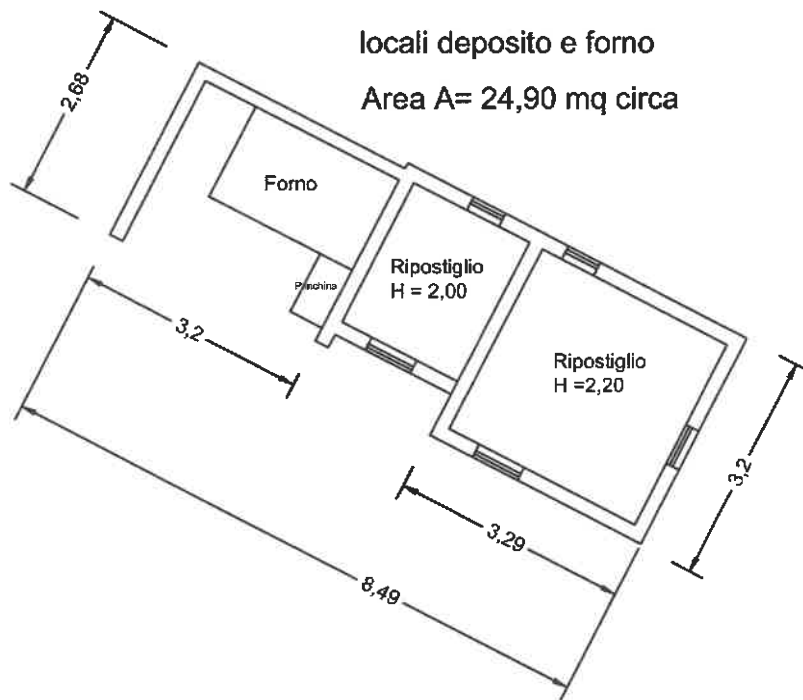 locali deposito e forno
Area A= 24,90 mq circa
2,68
Forno
Panchina
Ripostiglio
H = 2,00
Ripostiglio
H =2,20
3,2
3,2
3,29
8,49